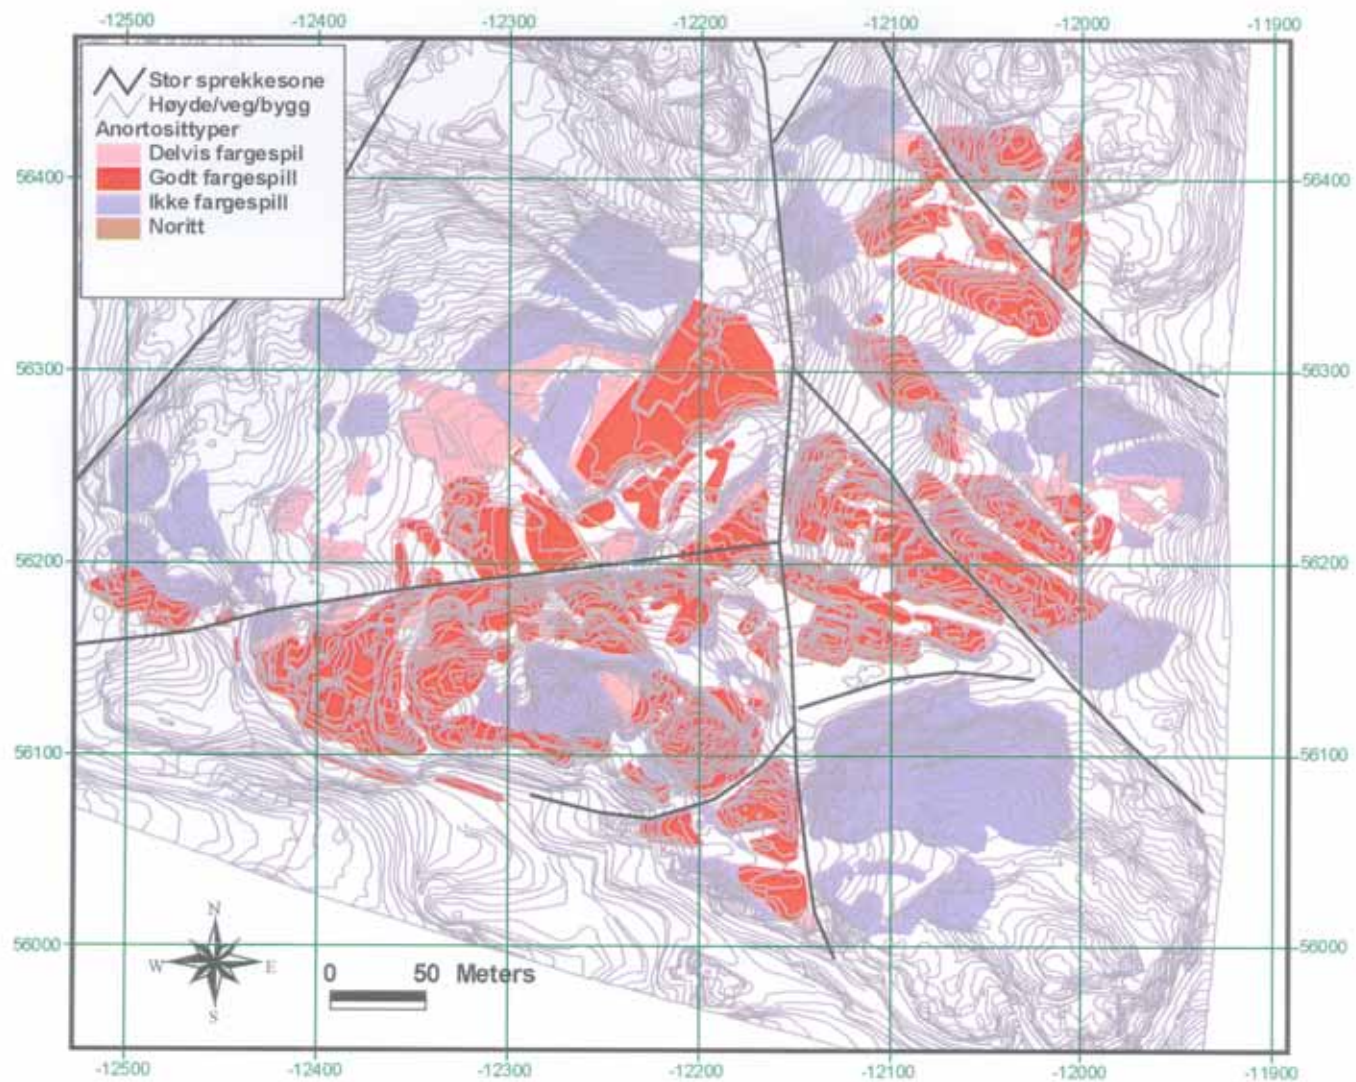 -12500 -12400 -12300 -12200 -12100 -12000 -11900
Stor sprekkesone
Høyde/veg/bygg
Anortosittyper
Delvis fargespil
Godt fargespill
Ikke fargespill
Noritt
56400 56400
56300 56300
56200 56200
56100 56100
N
W E
S
56000 56000
0 50 Meters
-12500 -12400 -12300 -12200 -12100 -12000 -11900